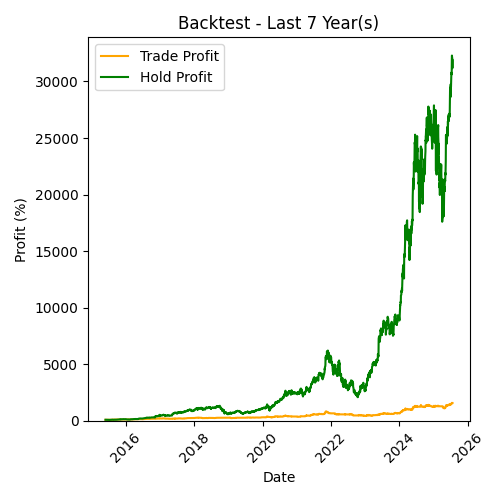 Backtest - Last 7 Year(s)
Trade Profit
Hold Profit
Profit (%)
30000
25000
20000
15000
10000
5000
0
2016
2018
2020
2022
2024
2026
Date